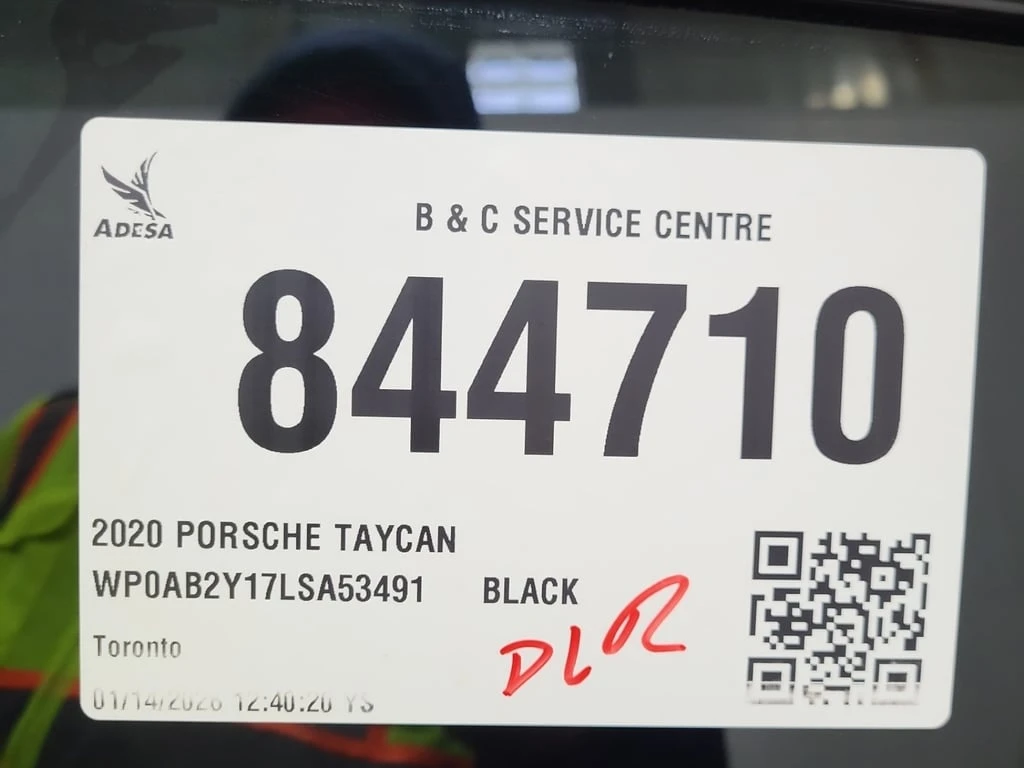 ADESA
B & C SERVICE CENTRE
844710
2020 PORSCHE TAYCAN
WP0AB2Y17LSA53491 BLACK
DLR
Toronto
01/14/2026 12:40:20 YS